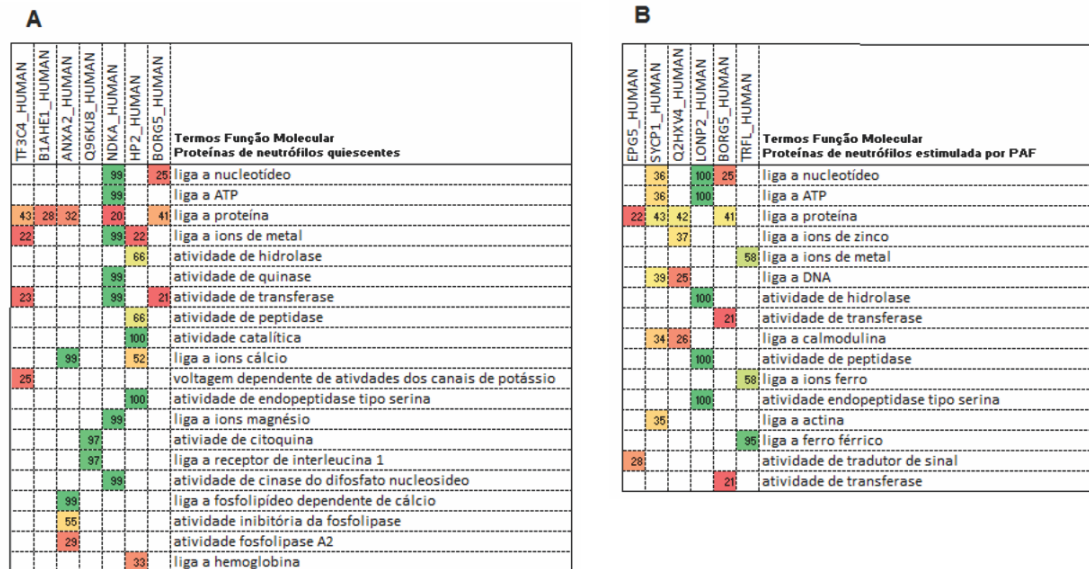 A
TF3C4_HUMAN
B1AHE1_HUMAN
ANXA2_HUMAN
Q96KJ8_HUMAN
NDKA_HUMAN
HP2_HUMAN
BORG5_HUMAN
Termos Função Molecular
Proteínas de neutrófilos quiescentes
99 25 liga a nucleotídeo
99 liga a ATP
43 28 32 20 41 liga a proteína
22 99 22 liga a ions de metal
66 atividade de hidrolase
99 atividade de quinase
23 99 21 atividade de transferase
66 atividade de peptidase
100 atividade catalítica
99 52 liga a ions cálcio
25 voltagem dependente de ativdades dos canais de potássio
100 atividade de endopeptidase tipo serina
99 liga a ions magnésio
97 ativiade de citoquina
97 liga a receptor de interleucina 1
99 atividade de cinase do difosfato nucleosideo
99 liga a fosfolipídeo dependente de cálcio
55 atividade inibitória da fosfolipase
29 atividade fosfolipase A2
33 liga a hemoglobina
B
EPG5_HUMAN
SYCP1_HUMAN
Q2HXV4_HUMAN
LONP2_HUMAN
BORG5_HUMAN
TRFL_HUMAN
Termos Função Molecular
Proteínas de neutrófilos estimulada por PAF
36 100 25 liga a nucleotídeo
36 100 liga a ATP
22 43 42 41 liga a proteína
37 liga a ions de zinco
58 liga a ions de metal
39 25 liga a DNA
100 atividade de hidrolase
21 atividade de transferase
34 26 liga a calmodulina
100 atividade de peptidase
58 liga a ions ferro
100 atividade endopeptidase tipo serina
35 liga a actina
95 liga a ferro férrico
28 atividade de tradutor de sinal
21 atividade de transferase